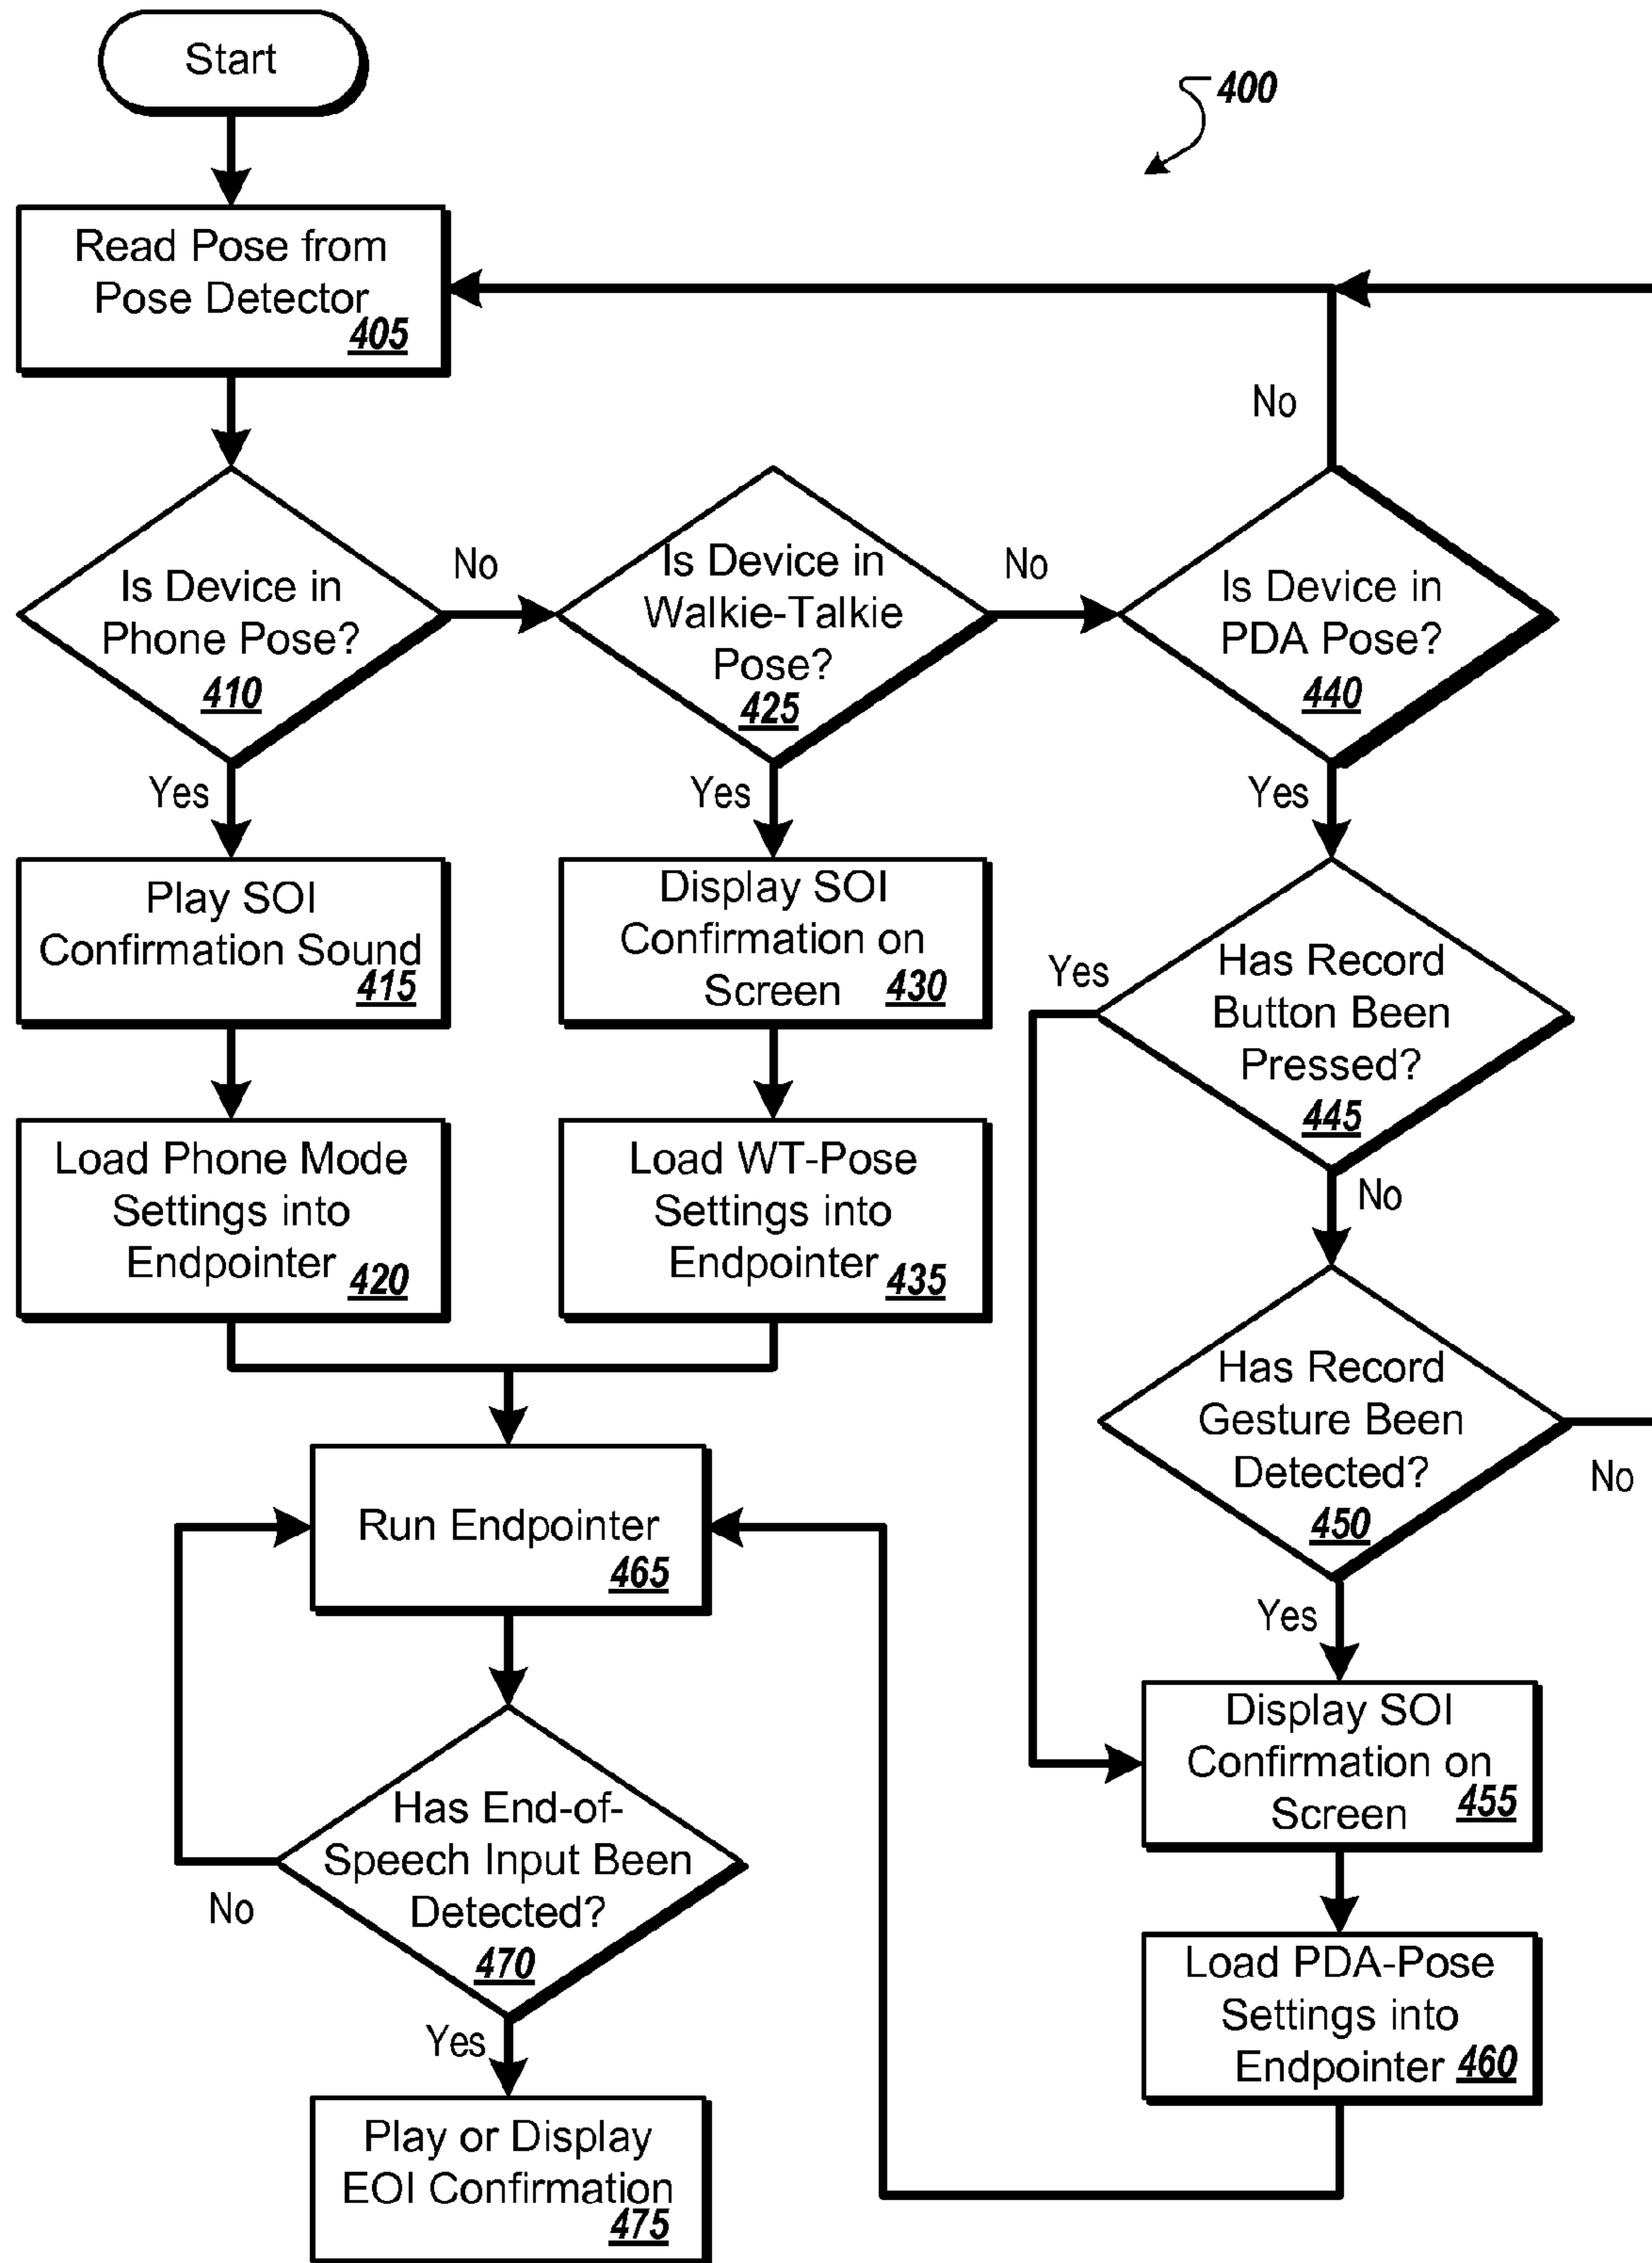 Start
400
Read Pose from
Pose Detector
405
No
Is Device in
Phone Pose?
410
No
Is Device in
Walkie-Talkie
Pose?
425
No
Is Device in
PDA Pose?
440
Yes
Yes
Yes
Play SOI
Confirmation Sound
415
Display SOI
Confirmation on
Screen 430
Yes
Has Record
Button Been
Pressed?
445
No
Load Phone Mode
Settings into
Endpointer 420
Load WT-Pose
Settings into
Endpointer 435
Has Record
Gesture Been
Detected?
450
No
Yes
Run Endpointer
465
Display SOI
Confirmation on
Screen 455
Has End-of-
Speech Input Been
Detected?
470
No
Yes
Load PDA-Pose
Settings into
Endpointer 460
Play or Display
EOI Confirmation
475